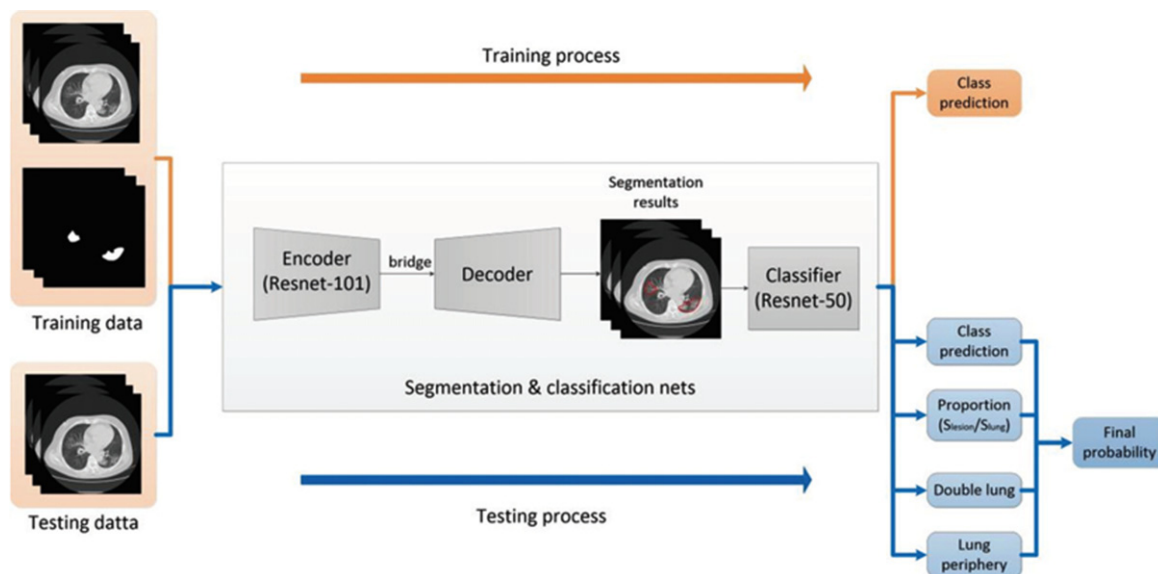 Training process
Class
prediction
Segmentation
results
Encoder
(Resnet-101)
bridge
Decoder
Classifier
(Resnet-50)
Training data
Segmentation & classification nets
Class
prediction
Proportion
(Slesion/Slung)
Final
probability
Double lung
Lung
periphery
Testing datta
Testing process